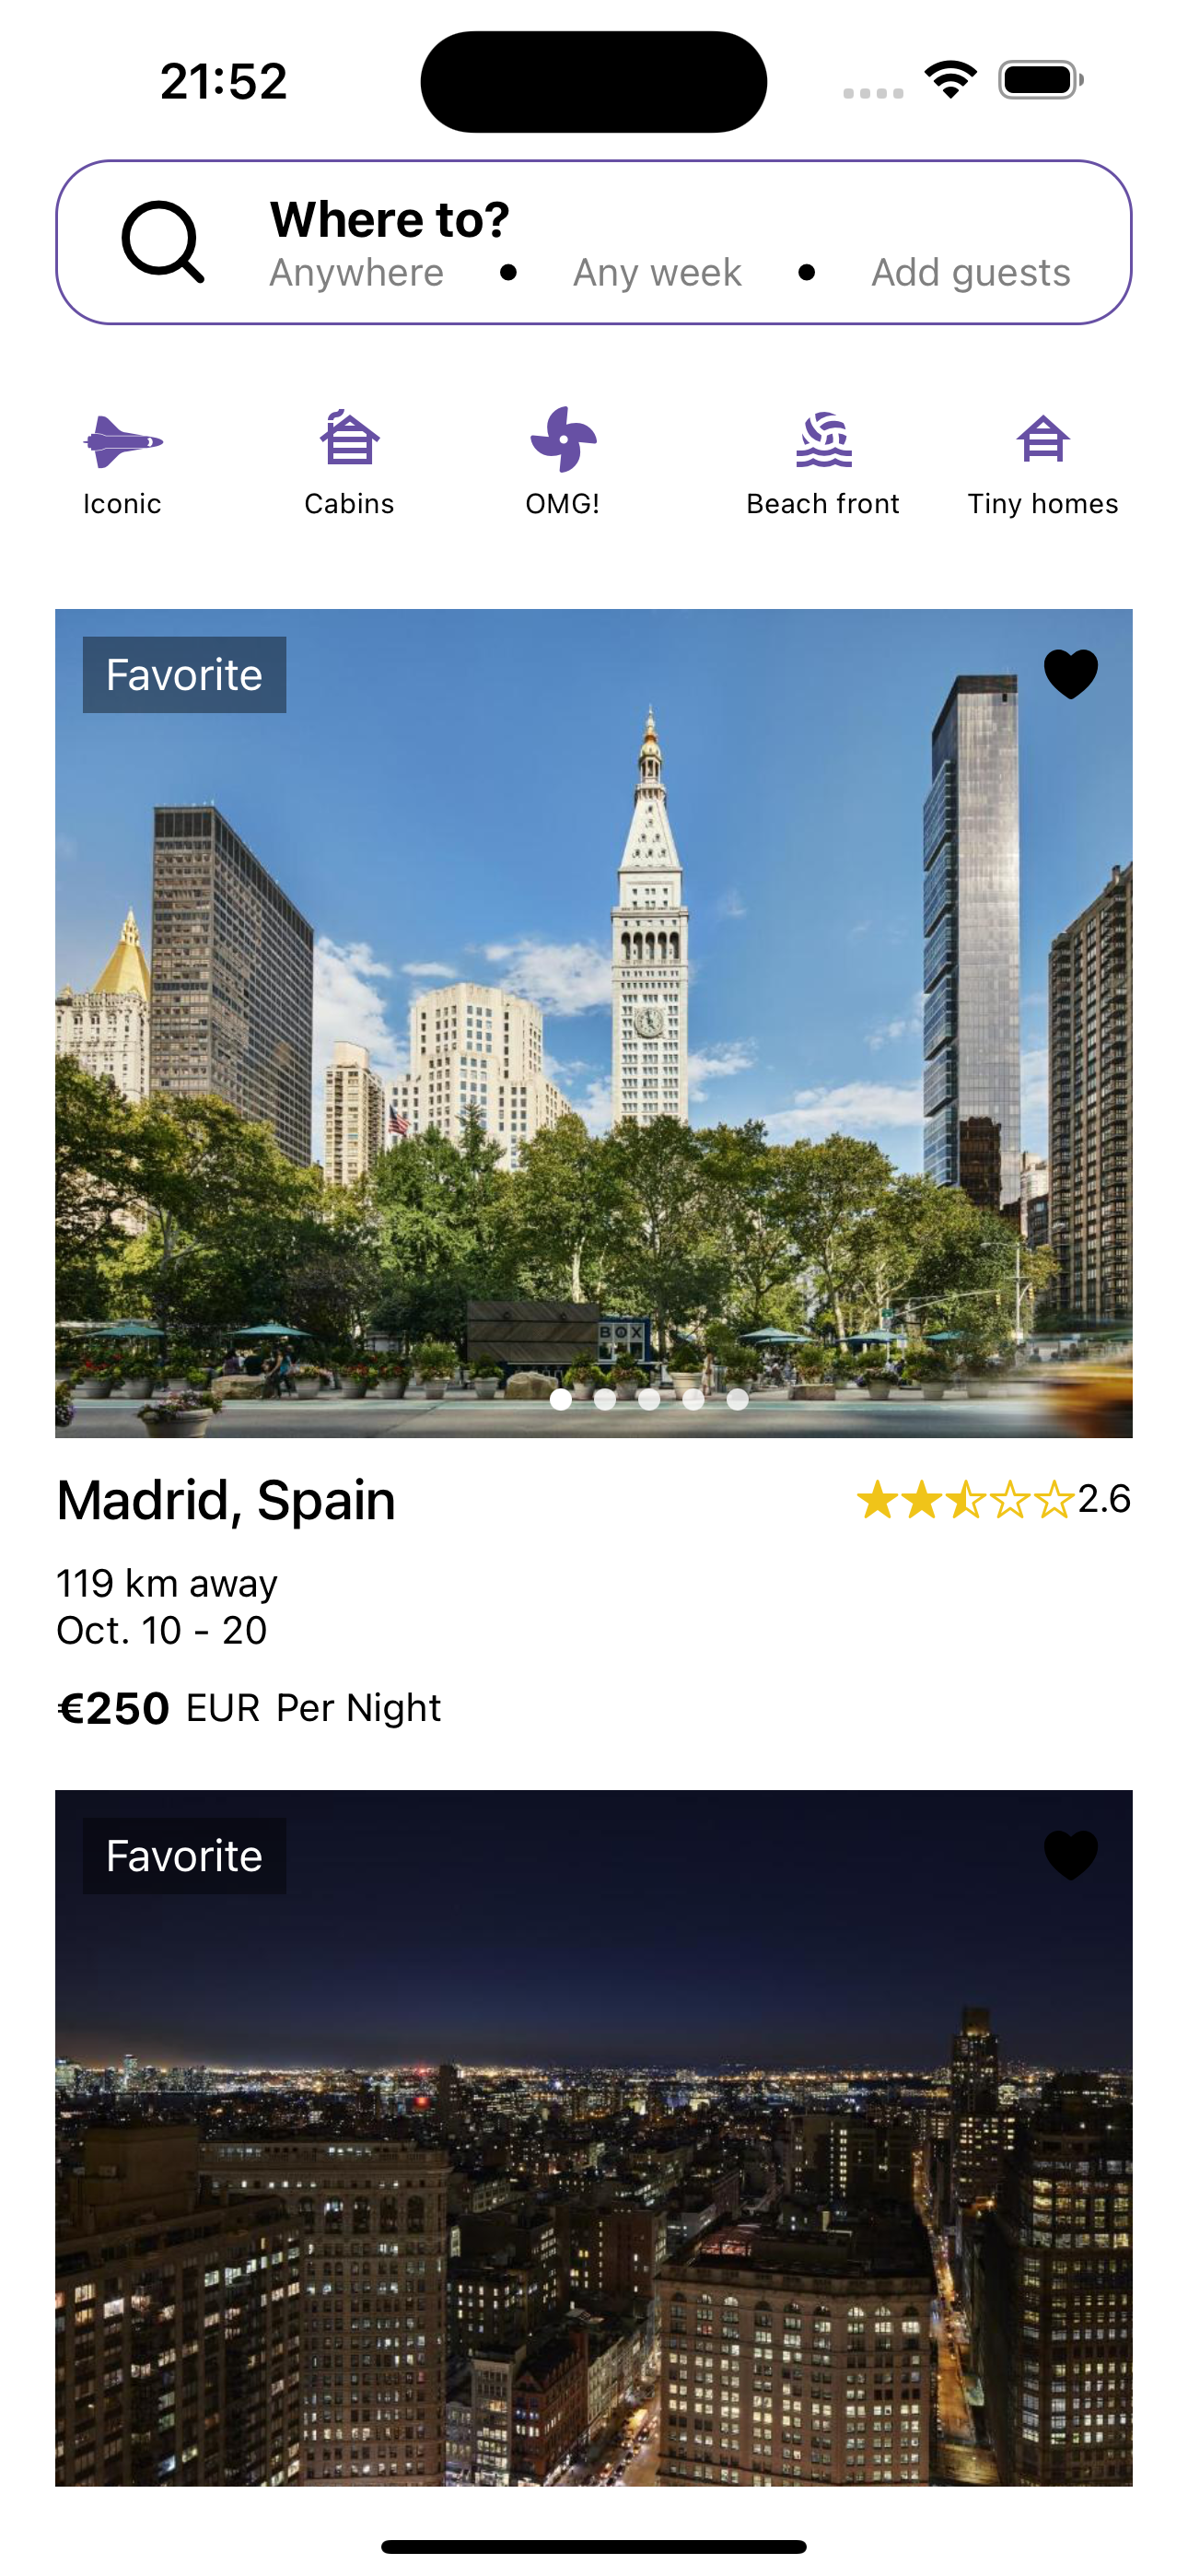 21:52
Where to?
Anywhere • Any week • Add guests
Iconic Cabins OMG! Beach front Tiny homes
Favorite
BOX
Madrid, Spain 2.6
119 km away
Oct. 10 - 20
€250 EUR Per Night
Favorite